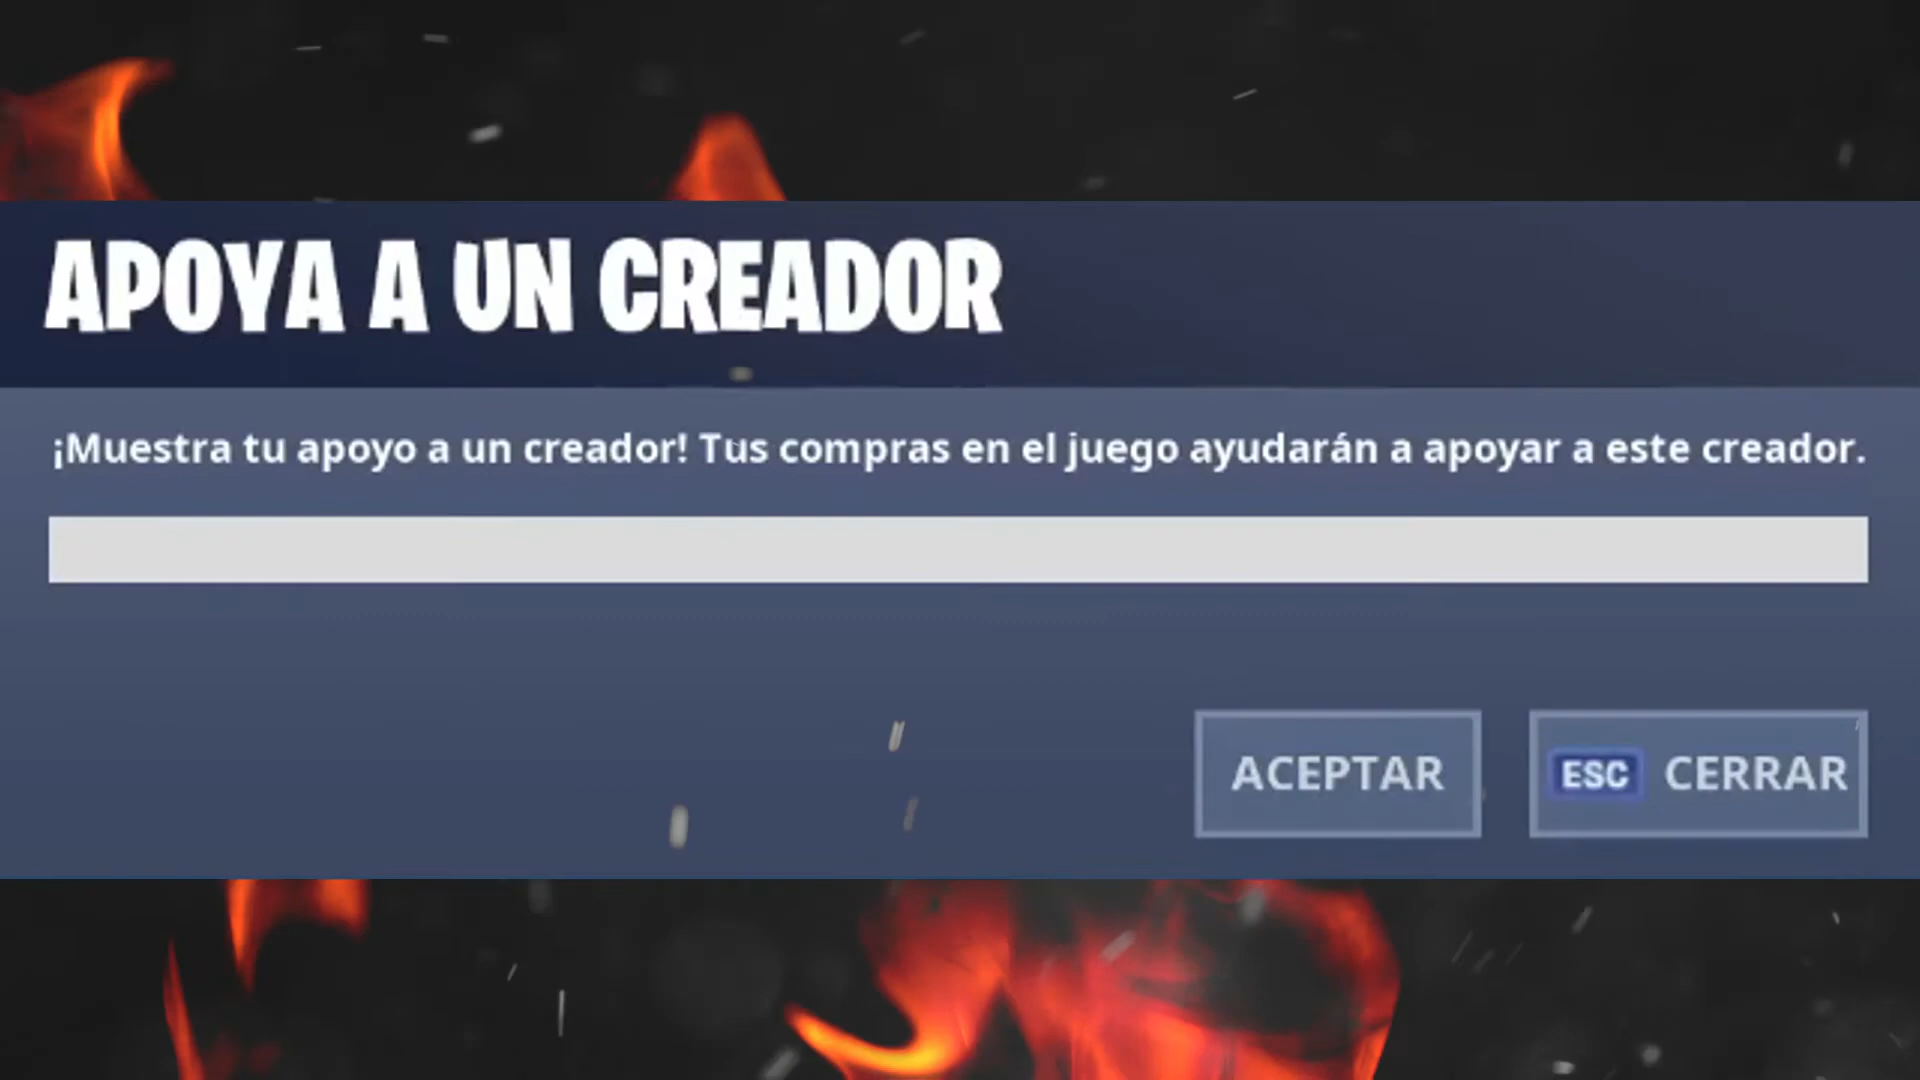 APOYA A UN CREADOR
¡Muestra tu apoyo a un creador! Tus compras en el juego ayudarán a apoyar a este creador.
ACEPTAR
ESC CERRAR